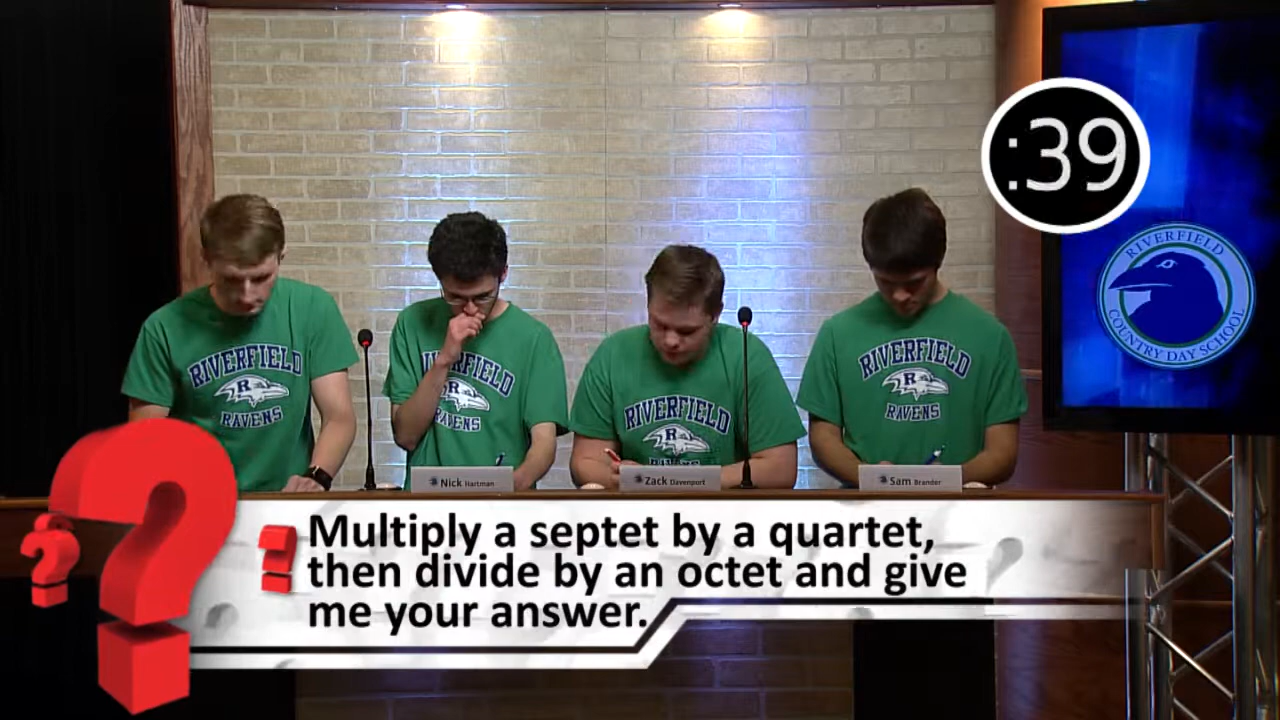 :39
RIVERFIELD
COUNTRY DAY SCHOOL
RIVERFIELD
R
RAVENS
RIVERFIELD
R
RAVENS
RIVERFIELD
R
RAVENS
RIVERFIELD
R
RAVENS
Nick Hartman
Zack Davenport
Sam Brander
Multiply a septet by a quartet,
then divide by an octet and give
me your answer.